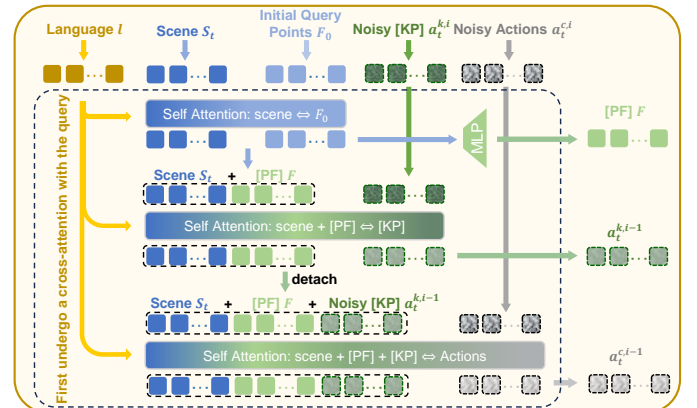 Language l
Scene S_t
Initial Query
Points F_0
Noisy [KP] a_t^{k,i}
Noisy Actions a_t^{c,i}
First undergo a cross-attention with the query
Self Attention: scene ⇔ F_0
MLP
[PF] F
Scene S_t + [PF] F
Self Attention: scene + [PF] ⇔ [KP]
a_t^{k,i-1}
detach
Scene S_t + [PF] F + Noisy [KP] a_t^{k,i-1}
Self Attention: scene + [PF] + [KP] ⇔ Actions
a_t^{c,i-1}